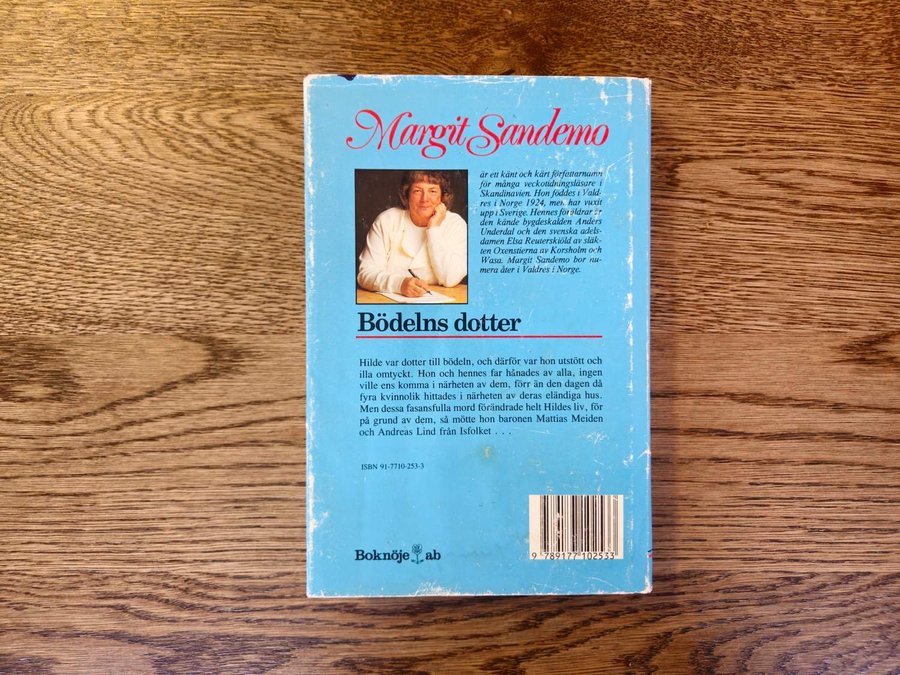 Margit Sandemo
är ett känt och kärt författarnamn
för många veckotidningsläsare i
Skandinavien. Hon föddes i Vald-
res i Norge 1924, men har vuxit
upp i Sverige. Hennes föräldrar är
den kände bygdeskalden Anders
Underdal och den svenska adels-
damen Elsa Reuterskiöld av släk-
ten Oxenstierna av Korsholm och
Wasa. Margit Sandemo bor nu-
mera åter i Valdres i Norge.
Bödelns dotter
Hilde var dotter till bödeln, och därför var hon utstött och
illa omtyckt. Hon och hennes far hånades av alla, ingen
ville ens komma i närheten av dem, förr än den dagen då
fyra kvinnolik hittades i närheten av deras eländiga hus.
Men dessa fasansfulla mord förändrade helt Hildes liv, för
på grund av dem, så mötte hon baronen Mattias Meiden
och Andreas Lind från Isfolket . . .
ISBN 91-7710-253-3
Boknöje ab
9 789177 102533